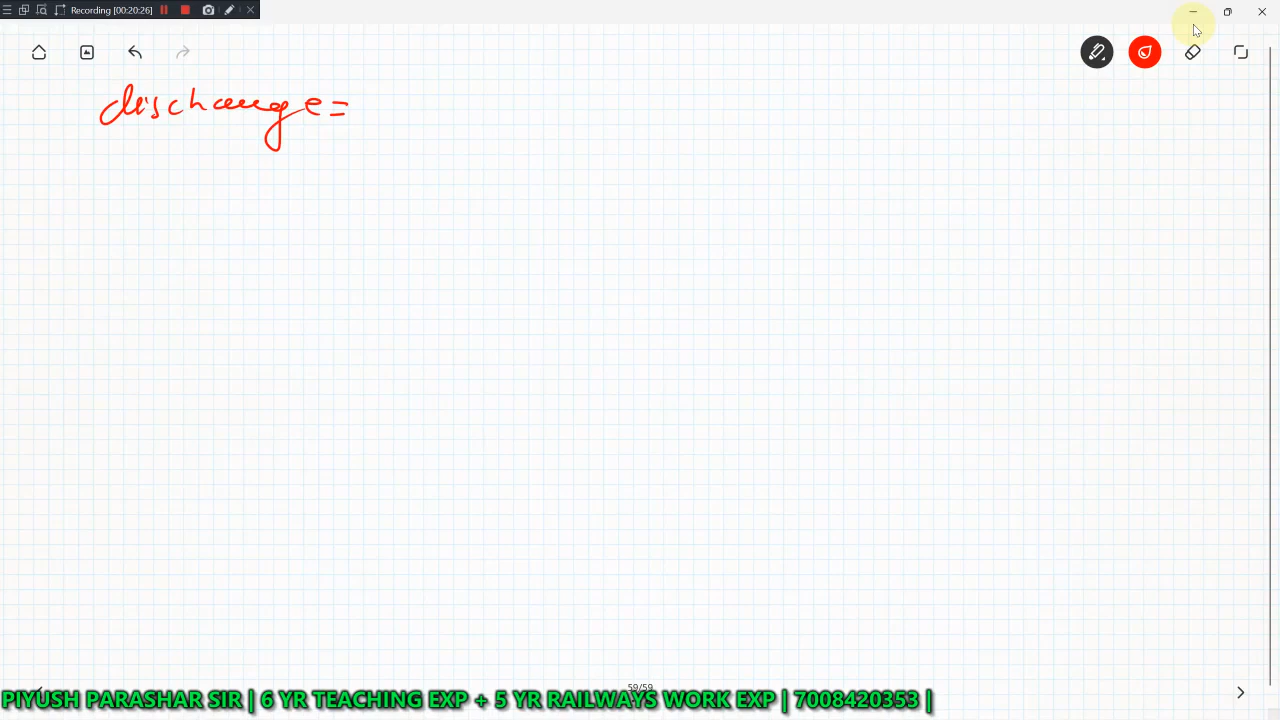 Recording [00:20:26]
discharge=
59/59
PIYUSH PARASHAR SIR | 6 YR TEACHING EXP + 5 YR RAILWAYS WORK EXP | 7008420353 |